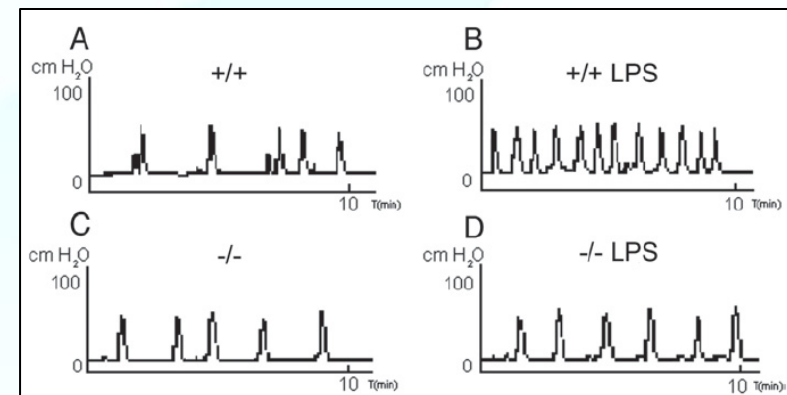 A
+/+
cm H₂O
100
0
10 T(min)
B
+/+ LPS
cm H₂O
100
0
10 T(min)
C
-/-
cm H₂O
100
0
10 T(min)
D
-/- LPS
cm H₂O
100
0
10 T(min)